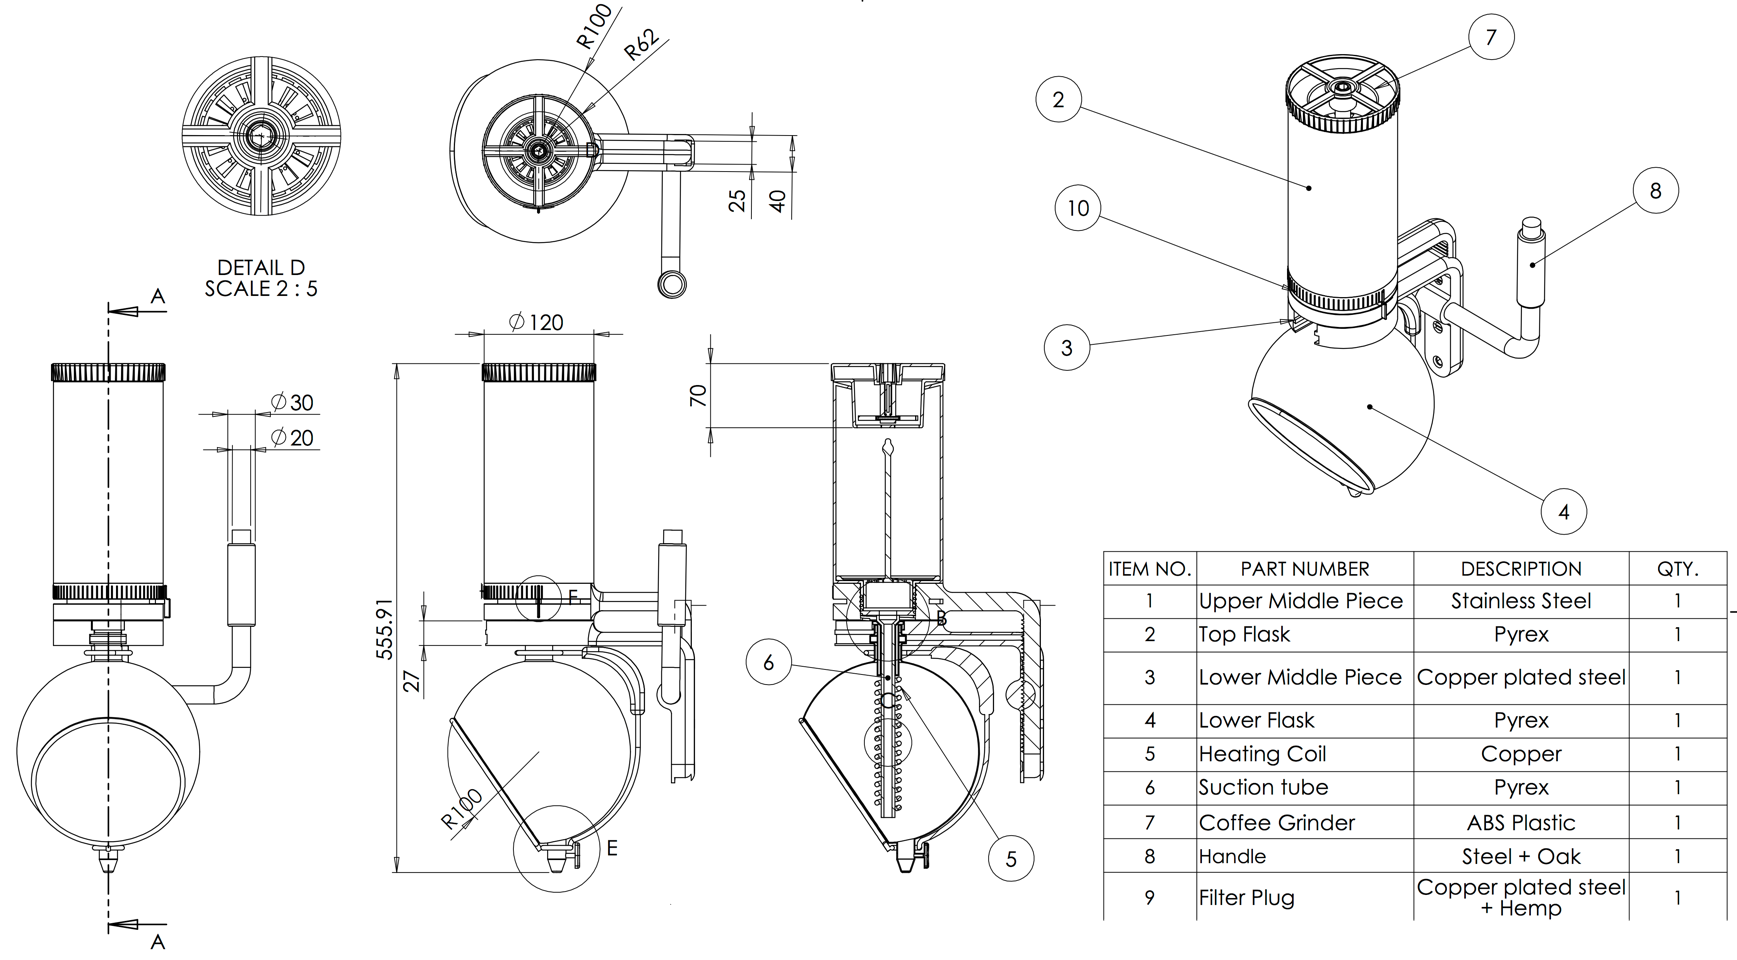 R100
R62
7
2
10
8
3
4
25
40
DETAIL D
SCALE 2 : 5
A
∅30
∅20
A
∅120
555.91
27
R100
F
E
70
6
5
ITEM NO. PART NUMBER DESCRIPTION QTY.
1 Upper Middle Piece Stainless Steel 1
2 Top Flask Pyrex 1
3 Lower Middle Piece Copper plated steel 1
4 Lower Flask Pyrex 1
5 Heating Coil Copper 1
6 Suction tube Pyrex 1
7 Coffee Grinder ABS Plastic 1
8 Handle Steel + Oak 1
9 Filter Plug Copper plated steel + Hemp 1